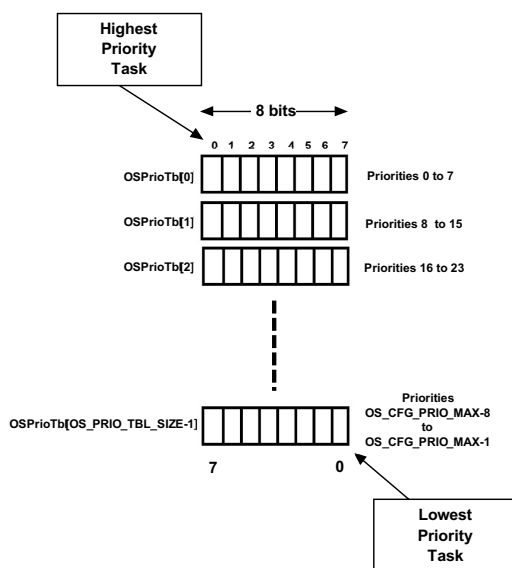 Highest
Priority
Task
8 bits
0 1 2 3 4 5 6 7
OSPrioTbl[0]
Priorities 0 to 7
OSPrioTbl[1]
Priorities 8 to 15
OSPrioTbl[2]
Priorities 16 to 23
OSPrioTbl[OS_PRIO_TBL_SIZE-1]
Priorities
OS_CFG_PRIO_MAX-8
to
OS_CFG_PRIO_MAX-1
7 0
Lowest
Priority
Task